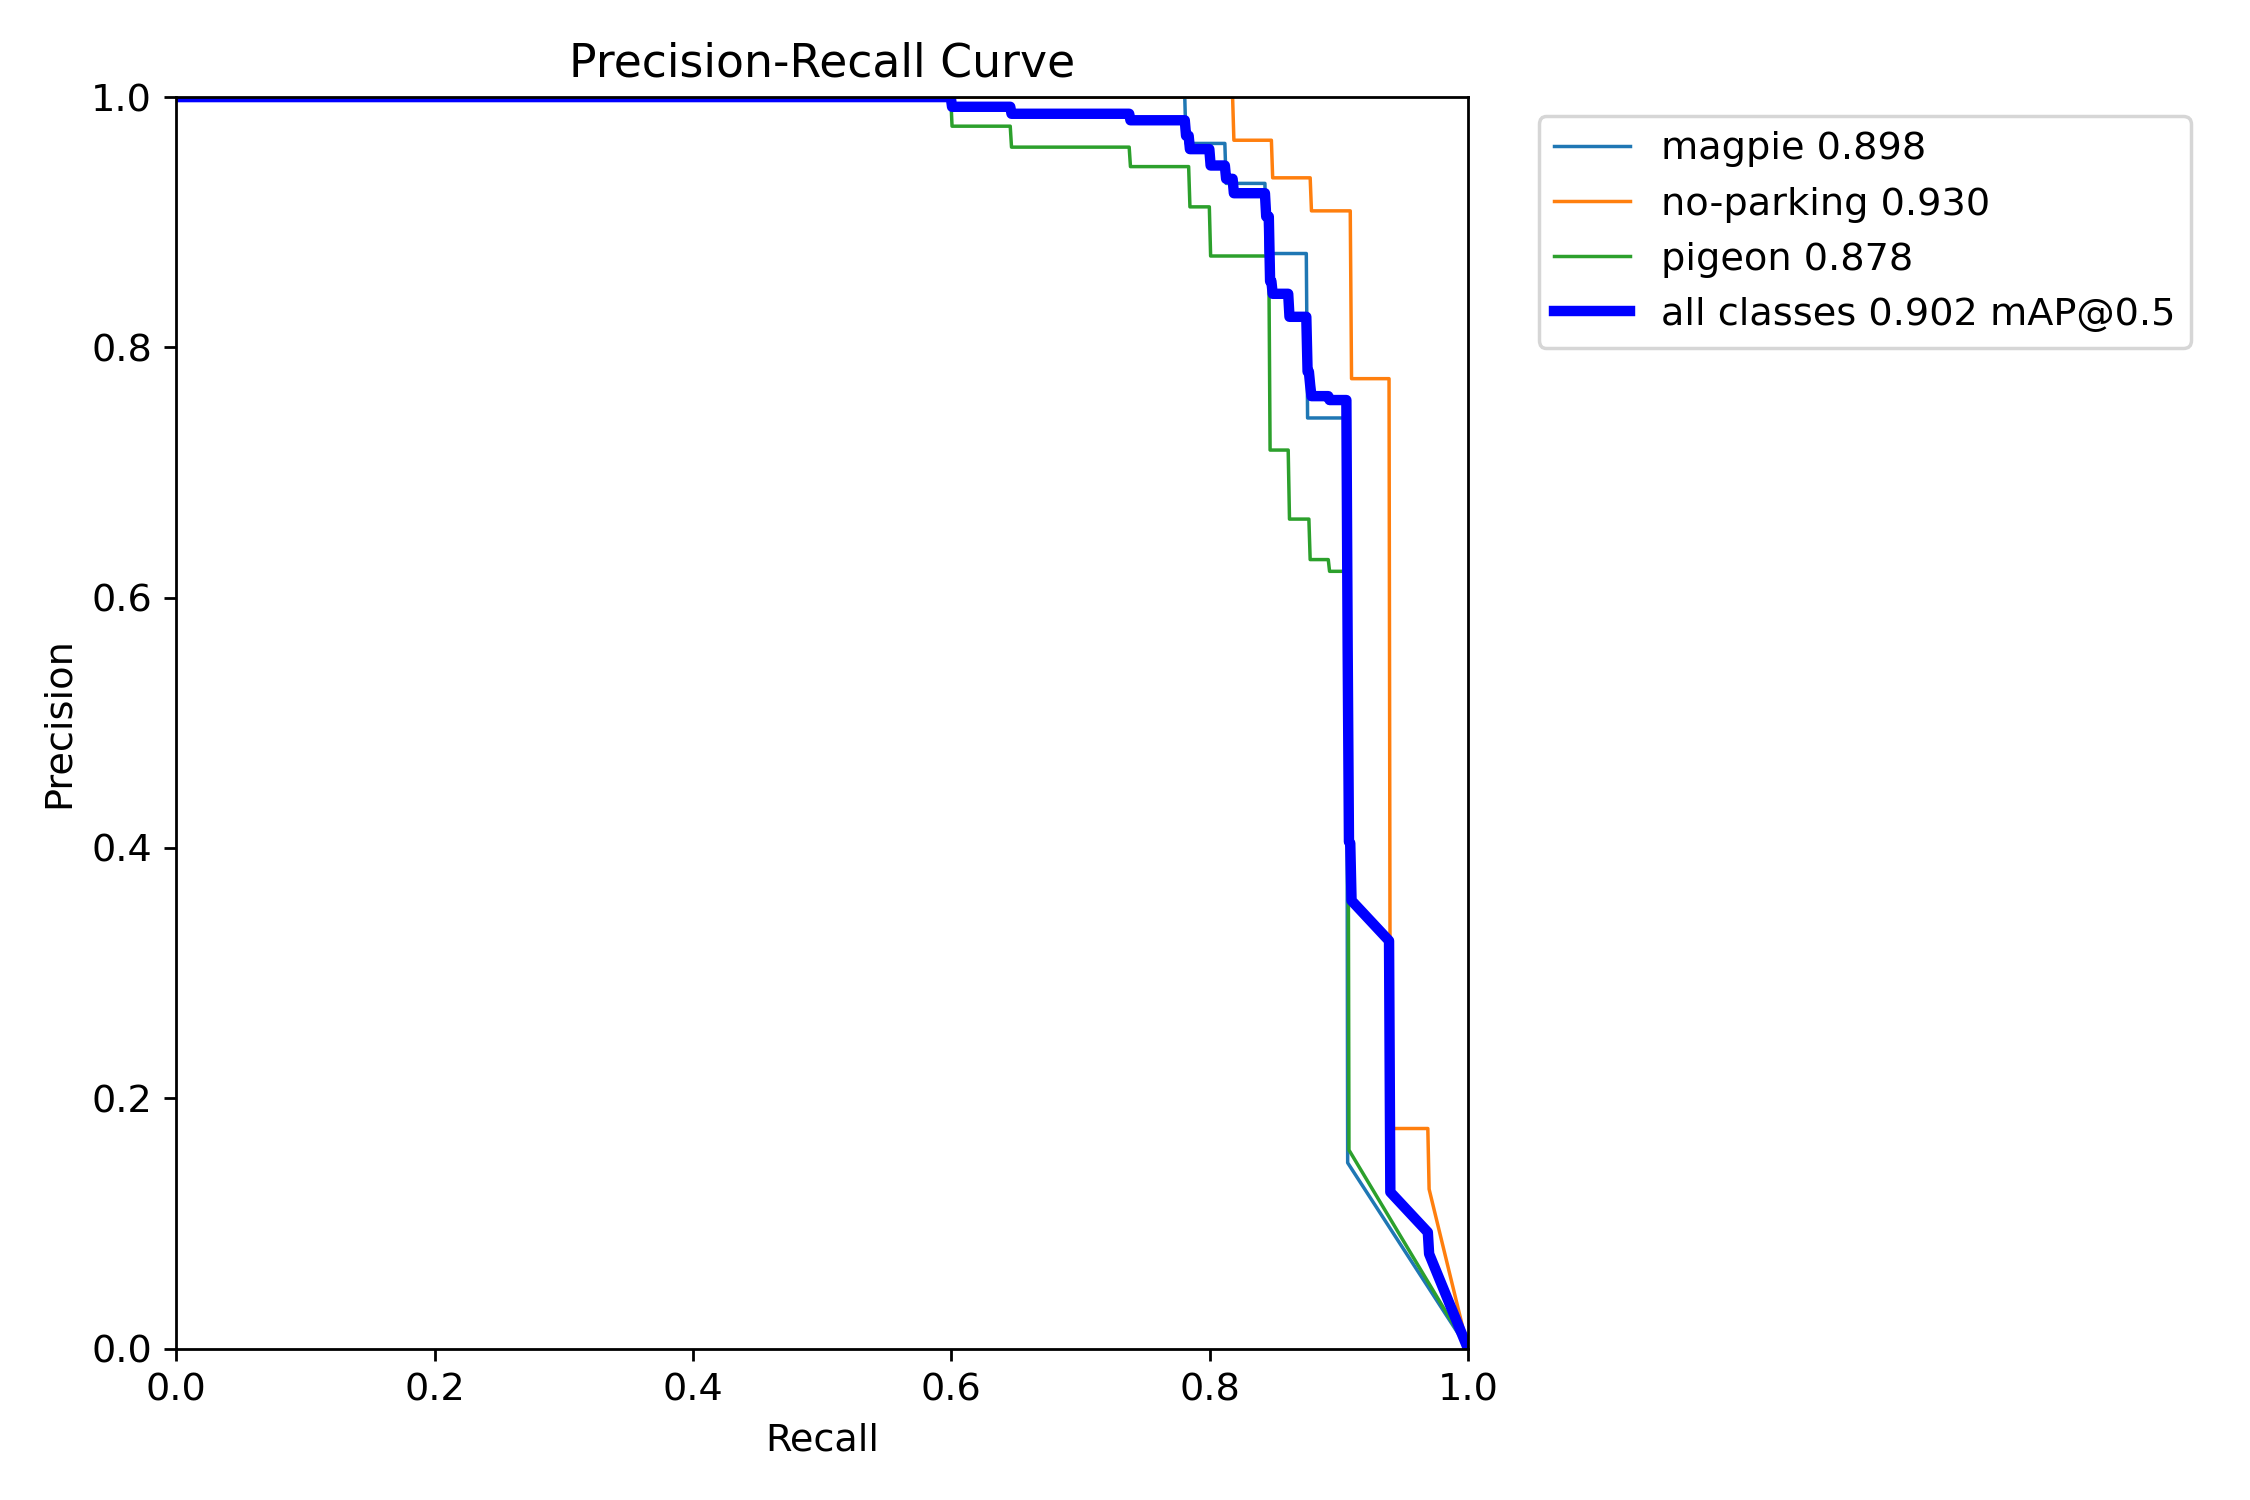 Precision-Recall Curve
1.0
0.8
0.6
0.4
0.2
0.0
Precision
0.0 0.2 0.4 0.6 0.8 1.0
Recall
magpie 0.898
no-parking 0.930
pigeon 0.878
all classes 0.902 mAP@0.5